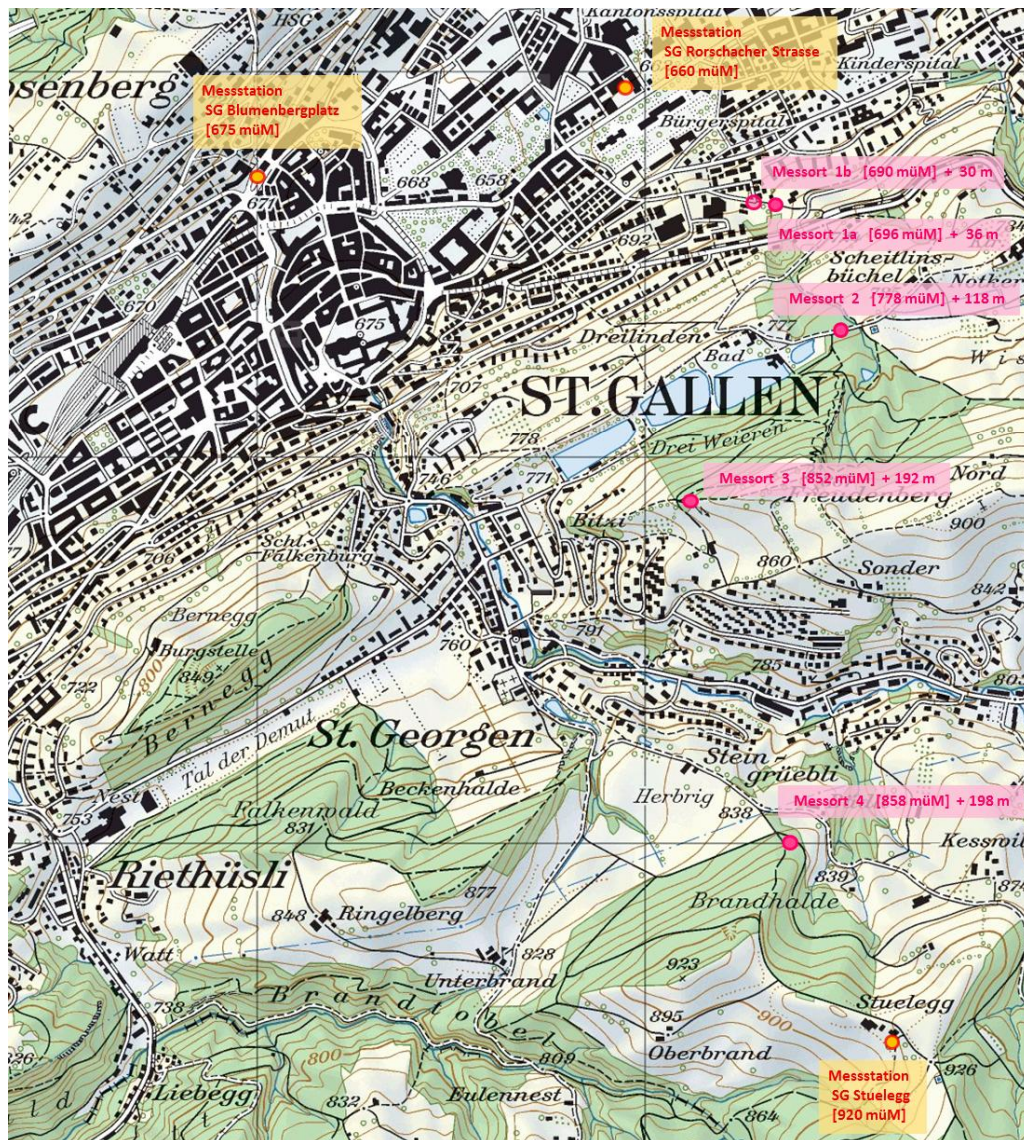 HSG
Kantonsspital
Messstation
SG Rorschacher Strasse
[660 müM]
Kinderspital
senberg
Messstation
SG Blumenbergplatz
[675 müM]
Bürgerspital
668
658
Messort 1b [690 müM] + 30 m
671
692
Messort 1a [696 müM] + 36 m
Scheitlins-
büchel
670
675
Messort 2 [778 müM] + 118 m
Dreilinden
777
Bad
Wis
707
ST. GALLEN
773
Drei Weieren
746
771
Messort 3 [852 müM] + 192 m
Nord
Freudenberg
Bitzi
900
Schl.
Falkenburg
706
860
Sonder
842
Bernegg
Burgstelle
800
849
760
791
785
722
Bernegg
Tal der Demut
St. Georgen
Stein-
grüebli
Beckenhalde
Herbrig
838
Messort 4 [858 müM] + 198 m
Nest
753
Falkenwald
831
839
Riethüsli
877
Brandhalde
848
Ringelberg
Watt
828
Unterbrand
923
Stuelegg
738
Brandtobel
895
900
Oberbrand
800
809
Messstation
SG Stuelegg
[920 müM]
926
Liebegg
832
Eulennest
864